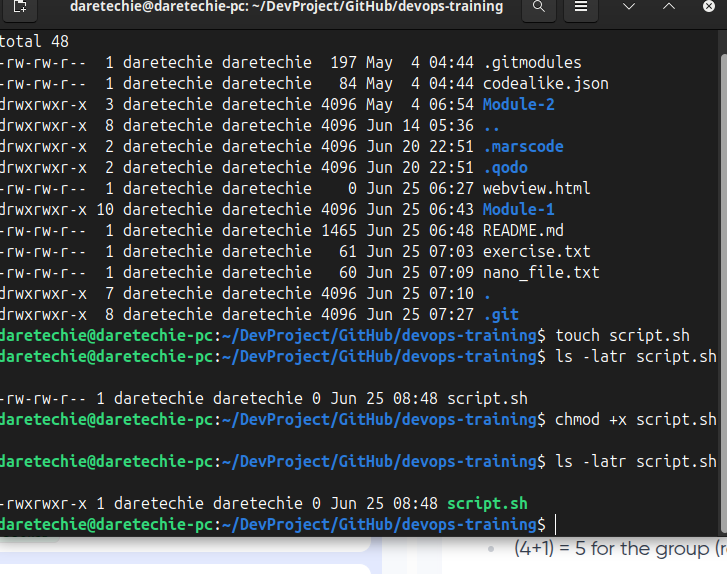 daretechie@daretechie-pc: ~/DevProject/GitHub/devops-training
total 48
-rw-rw-r-- 1 daretechie daretechie 197 May 4 04:44 .gitmodules
-rw-rw-r-- 1 daretechie daretechie 84 May 4 04:44 codealike.json
drwxrwxr-x 3 daretechie daretechie 4096 May 4 06:54 Module-2
drwxrwxr-x 8 daretechie daretechie 4096 Jun 14 05:36 ..
drwxrwxr-x 2 daretechie daretechie 4096 Jun 20 22:51 .marscode
drwxrwxr-x 2 daretechie daretechie 4096 Jun 20 22:51 .qodo
-rw-rw-r-- 1 daretechie daretechie 0 Jun 25 06:27 webview.html
drwxrwxr-x 10 daretechie daretechie 4096 Jun 25 06:43 Module-1
-rw-rw-r-- 1 daretechie daretechie 1465 Jun 25 06:48 README.md
-rw-rw-r-- 1 daretechie daretechie 61 Jun 25 07:03 exercise.txt
-rw-rw-r-- 1 daretechie daretechie 60 Jun 25 07:09 nano_file.txt
drwxrwxr-x 7 daretechie daretechie 4096 Jun 25 07:10 .
drwxrwxr-x 8 daretechie daretechie 4096 Jun 25 07:27 .git
daretechie@daretechie-pc:~/DevProject/GitHub/devops-training$ touch script.sh
daretechie@daretechie-pc:~/DevProject/GitHub/devops-training$ ls -latr script.sh
-rw-rw-r-- 1 daretechie daretechie 0 Jun 25 08:48 script.sh
daretechie@daretechie-pc:~/DevProject/GitHub/devops-training$ chmod +x script.sh
daretechie@daretechie-pc:~/DevProject/GitHub/devops-training$ ls -latr script.sh
-rwxrwxr-x 1 daretechie daretechie 0 Jun 25 08:48 script.sh
daretechie@daretechie-pc:~/DevProject/GitHub/devops-training$
(4+1) = 5 for the group